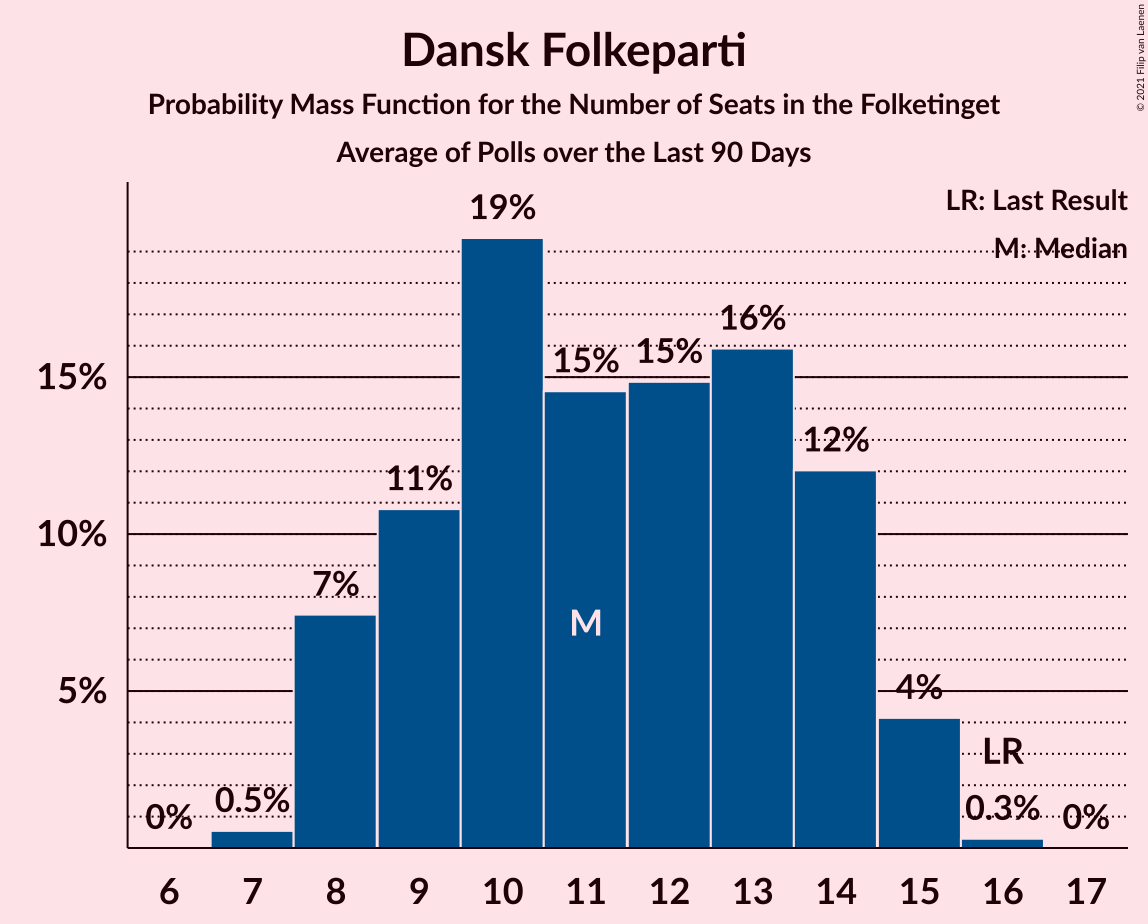 Dansk Folkeparti
Probability Mass Function for the Number of Seats in the Folketinget
Average of Polls over the Last 90 Days
© 2021 Filip van Laenen
LR: Last Result
M: Median
19%
16%
15%
15%
15%
12%
11%
10%
7%
M
5%
4%
LR
0%
0.5%
0.3%
0%
6 7 8 9 10 11 12 13 14 15 16 17